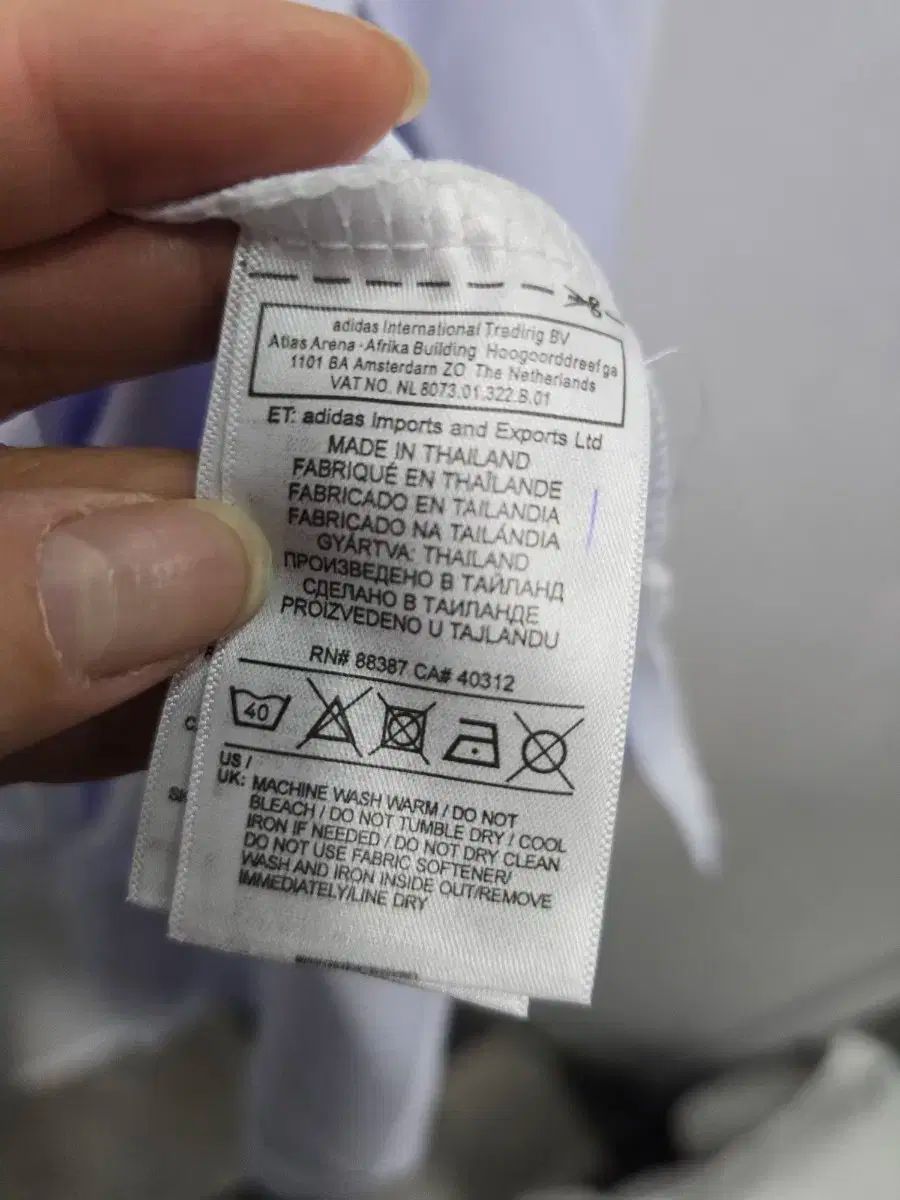 adidas International Trading BV
Atlas Arena · Afrika Building Hoogoorddreef ga
1101 BA Amsterdam ZO The Netherlands
VAT NO. NL 8073.01.322.B.01
ET: adidas Imports and Exports Ltd
MADE IN THAILAND
FABRIQUÉ EN THAÏLANDE
FABRICADO EN TAILANDIA
FABRICADO NA TAILÁNDIA
GYÁRTVA: THAILAND
ПРОИЗВЕДЕНО В ТАЙЛАНД
СДЕЛАНО В ТАИЛАНДЕ
PROIZVEDENO U TAJLANDU
RN# 88387 CA# 40312
40
US /
UK: MACHINE WASH WARM / DO NOT
BLEACH / DO NOT TUMBLE DRY / COOL
IRON IF NEEDED / DO NOT DRY CLEAN
DO NOT USE FABRIC SOFTENER/
WASH AND IRON INSIDE OUT/REMOVE
IMMEDIATELY/LINE DRY